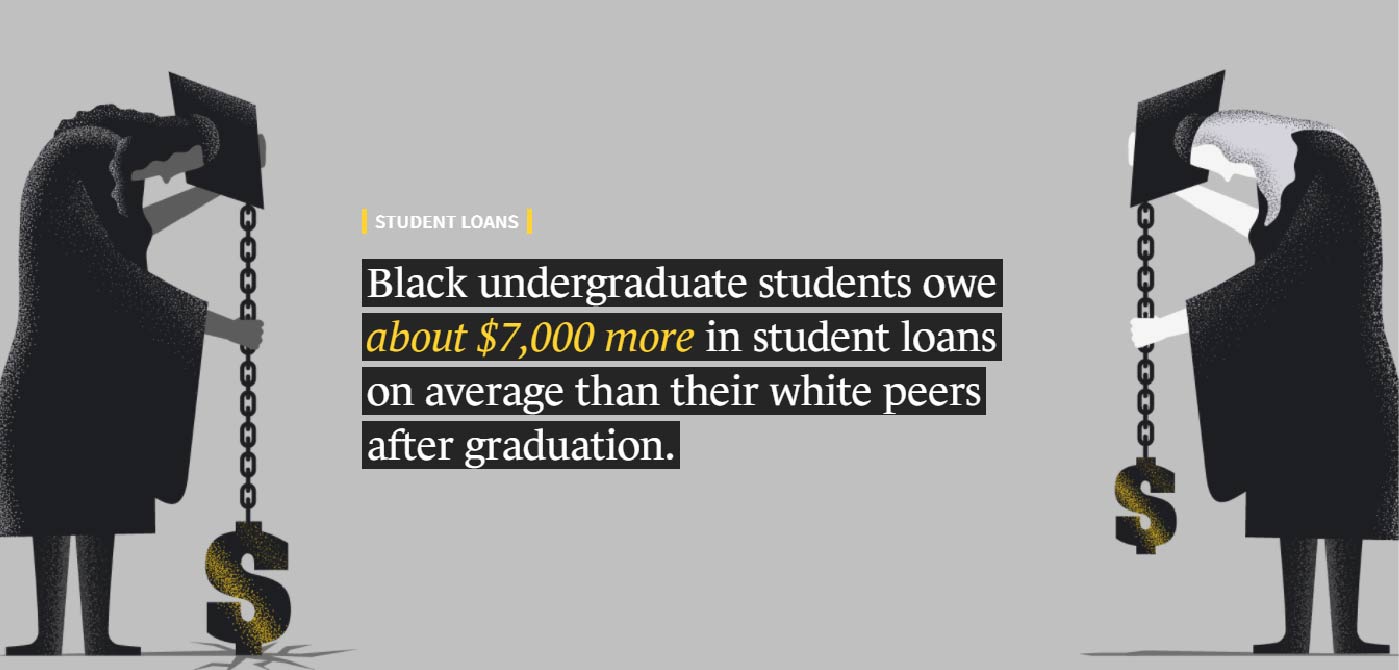 STUDENT LOANS
Black undergraduate students owe
about $7,000 more in student loans
on average than their white peers
after graduation.
$
$